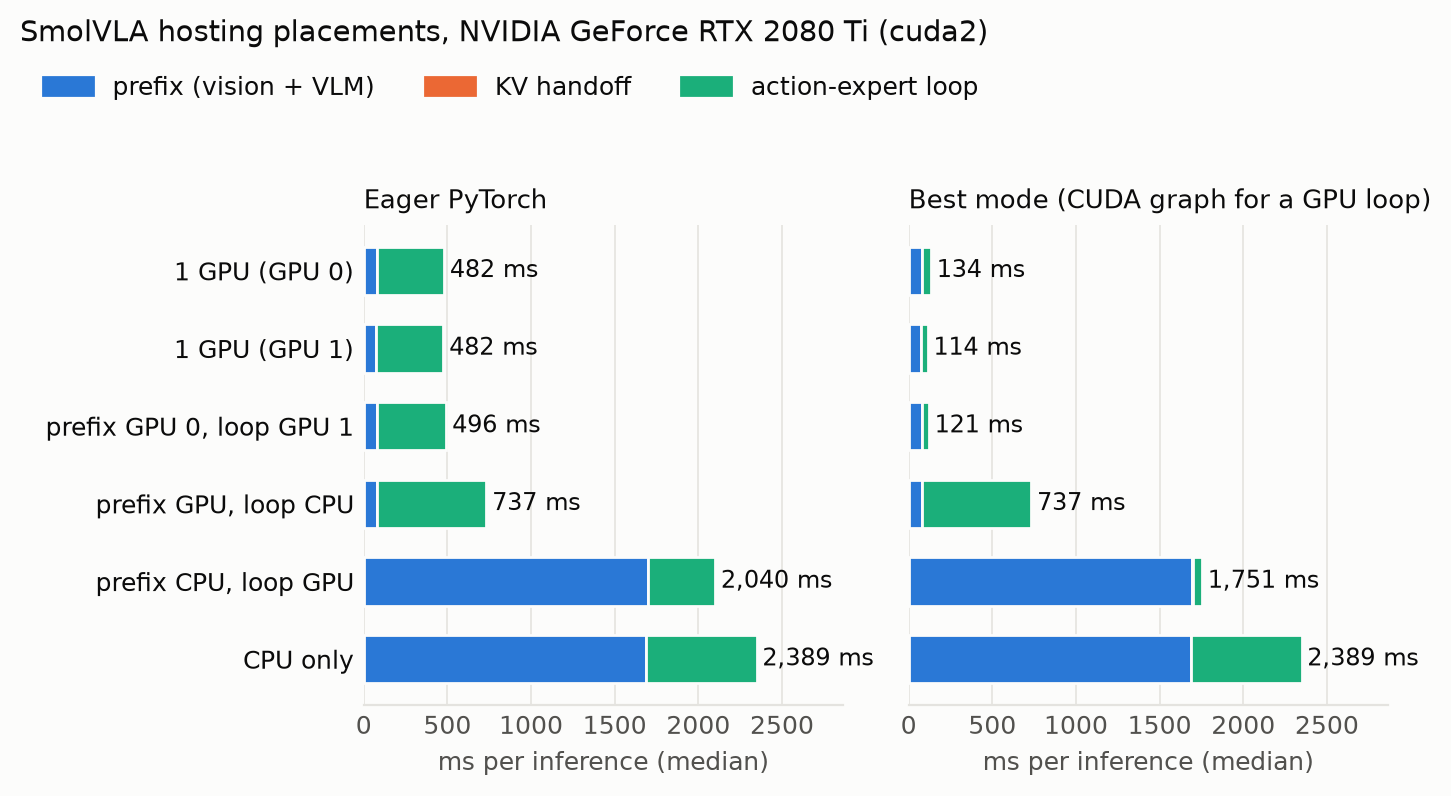 SmolVLA hosting placements, NVIDIA GeForce RTX 2080 Ti (cuda2)
prefix (vision + VLM) KV handoff action-expert loop
Eager PyTorch
1 GPU (GPU 0) 482 ms
1 GPU (GPU 1) 482 ms
prefix GPU 0, loop GPU 1 496 ms
prefix GPU, loop CPU 737 ms
prefix CPU, loop GPU 2,040 ms
CPU only 2,389 ms
0 500 1000 1500 2000 2500
ms per inference (median)
Best mode (CUDA graph for a GPU loop)
134 ms
114 ms
121 ms
737 ms
1,751 ms
2,389 ms
0 500 1000 1500 2000 2500
ms per inference (median)